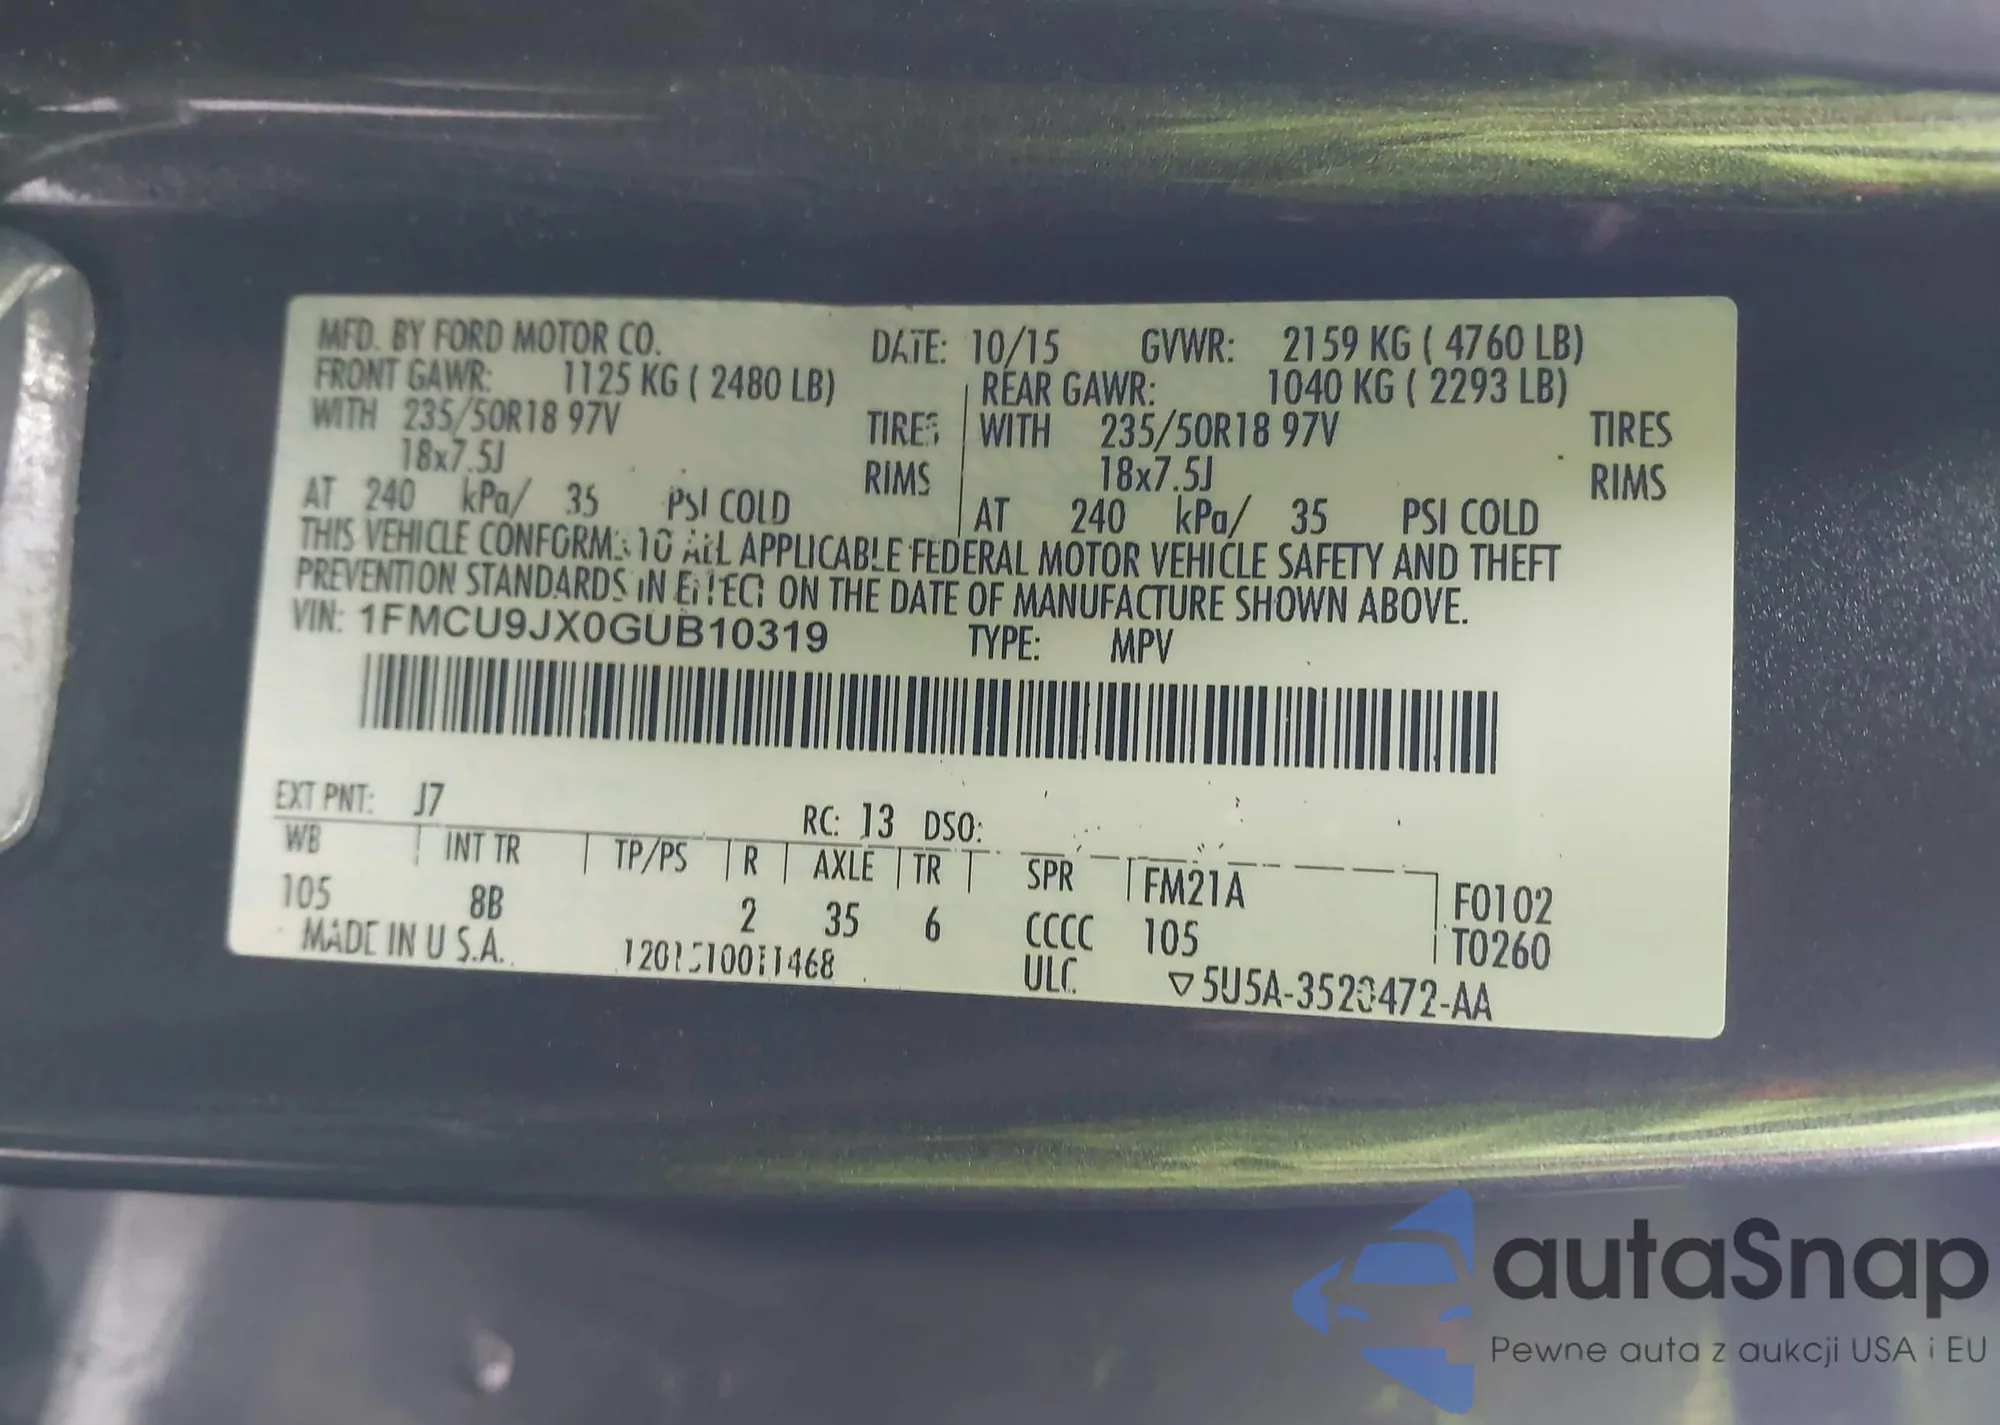 MFD. BY FORD MOTOR CO. DATE: 10/15 GVWR: 2159 KG ( 4760 LB)
FRONT GAWR: 1125 KG ( 2480 LB) REAR GAWR: 1040 KG ( 2293 LB)
WITH 235/50R18 97V TIRES WITH 235/50R18 97V TIRES
18x7.5J RIMS 18x7.5J RIMS
AT 240 kPa/ 35 PSI COLD AT 240 kPa/ 35 PSI COLD
THIS VEHICLE CONFORMS TO ALL APPLICABLE FEDERAL MOTOR VEHICLE SAFETY AND THEFT
PREVENTION STANDARDS IN EFFECT ON THE DATE OF MANUFACTURE SHOWN ABOVE.
VIN: 1FMCU9JX0GUB10319 TYPE: MPV
EXT PNT: J7 RC: 13 DSO:
WB INT TR TP/PS R AXLE TR SPR FM21A F0102
105 8B 2 35 6 CCCC 105 T0260
MADE IN U.S.A. ULC ▽5U5A-3520472-AA
autaSnap
Pewne auta z aukcji USA i EU